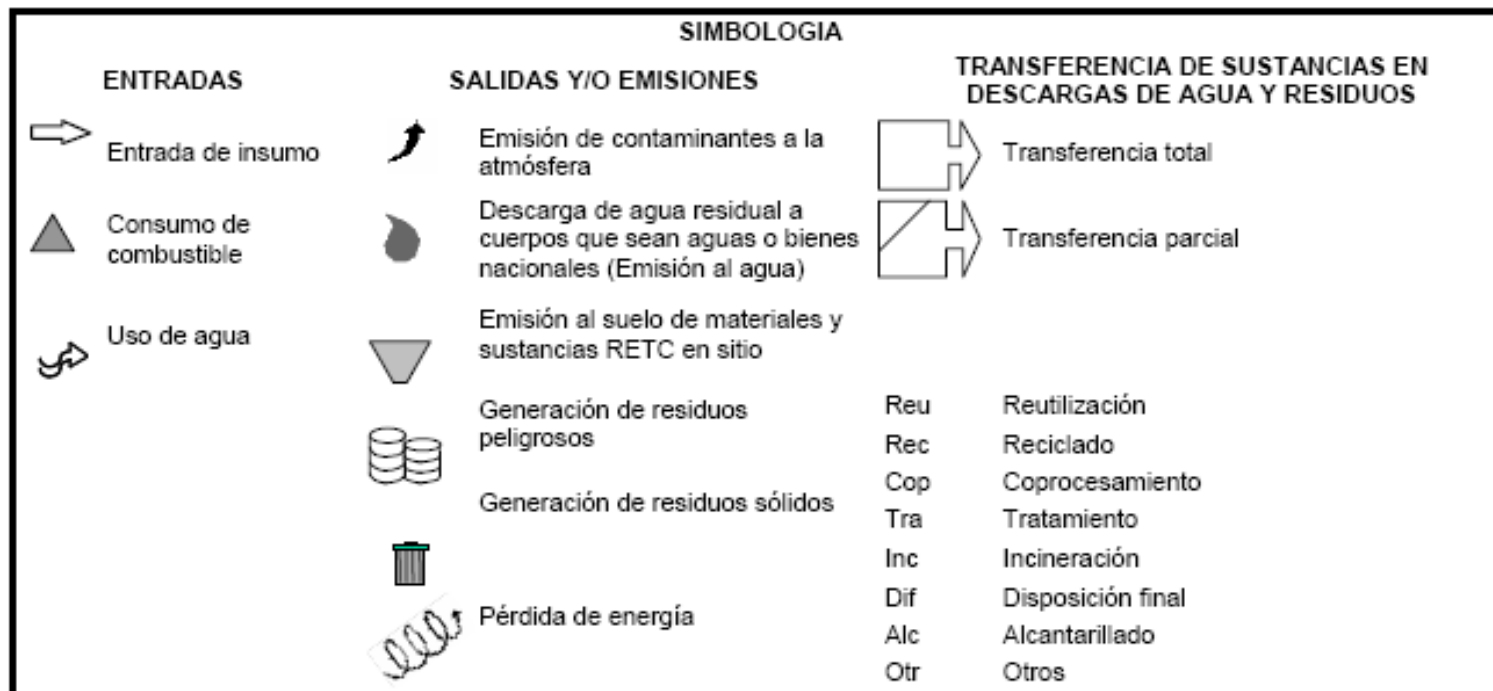 SIMBOLOGIA
ENTRADAS
Entrada de insumo
Consumo de
combustible
Uso de agua
SALIDAS Y/O EMISIONES
Emisión de contaminantes a la
atmósfera
Descarga de agua residual a
cuerpos que sean aguas o bienes
nacionales (Emisión al agua)
Emisión al suelo de materiales y
sustancias RETC en sitio
Generación de residuos
peligrosos
Generación de residuos sólidos
Pérdida de energía
TRANSFERENCIA DE SUSTANCIAS EN
DESCARGAS DE AGUA Y RESIDUOS
Transferencia total
Transferencia parcial
Reu Reutilización
Rec Reciclado
Cop Coprocesamiento
Tra Tratamiento
Inc Incineración
Dif Disposición final
Alc Alcantarillado
Otr Otros